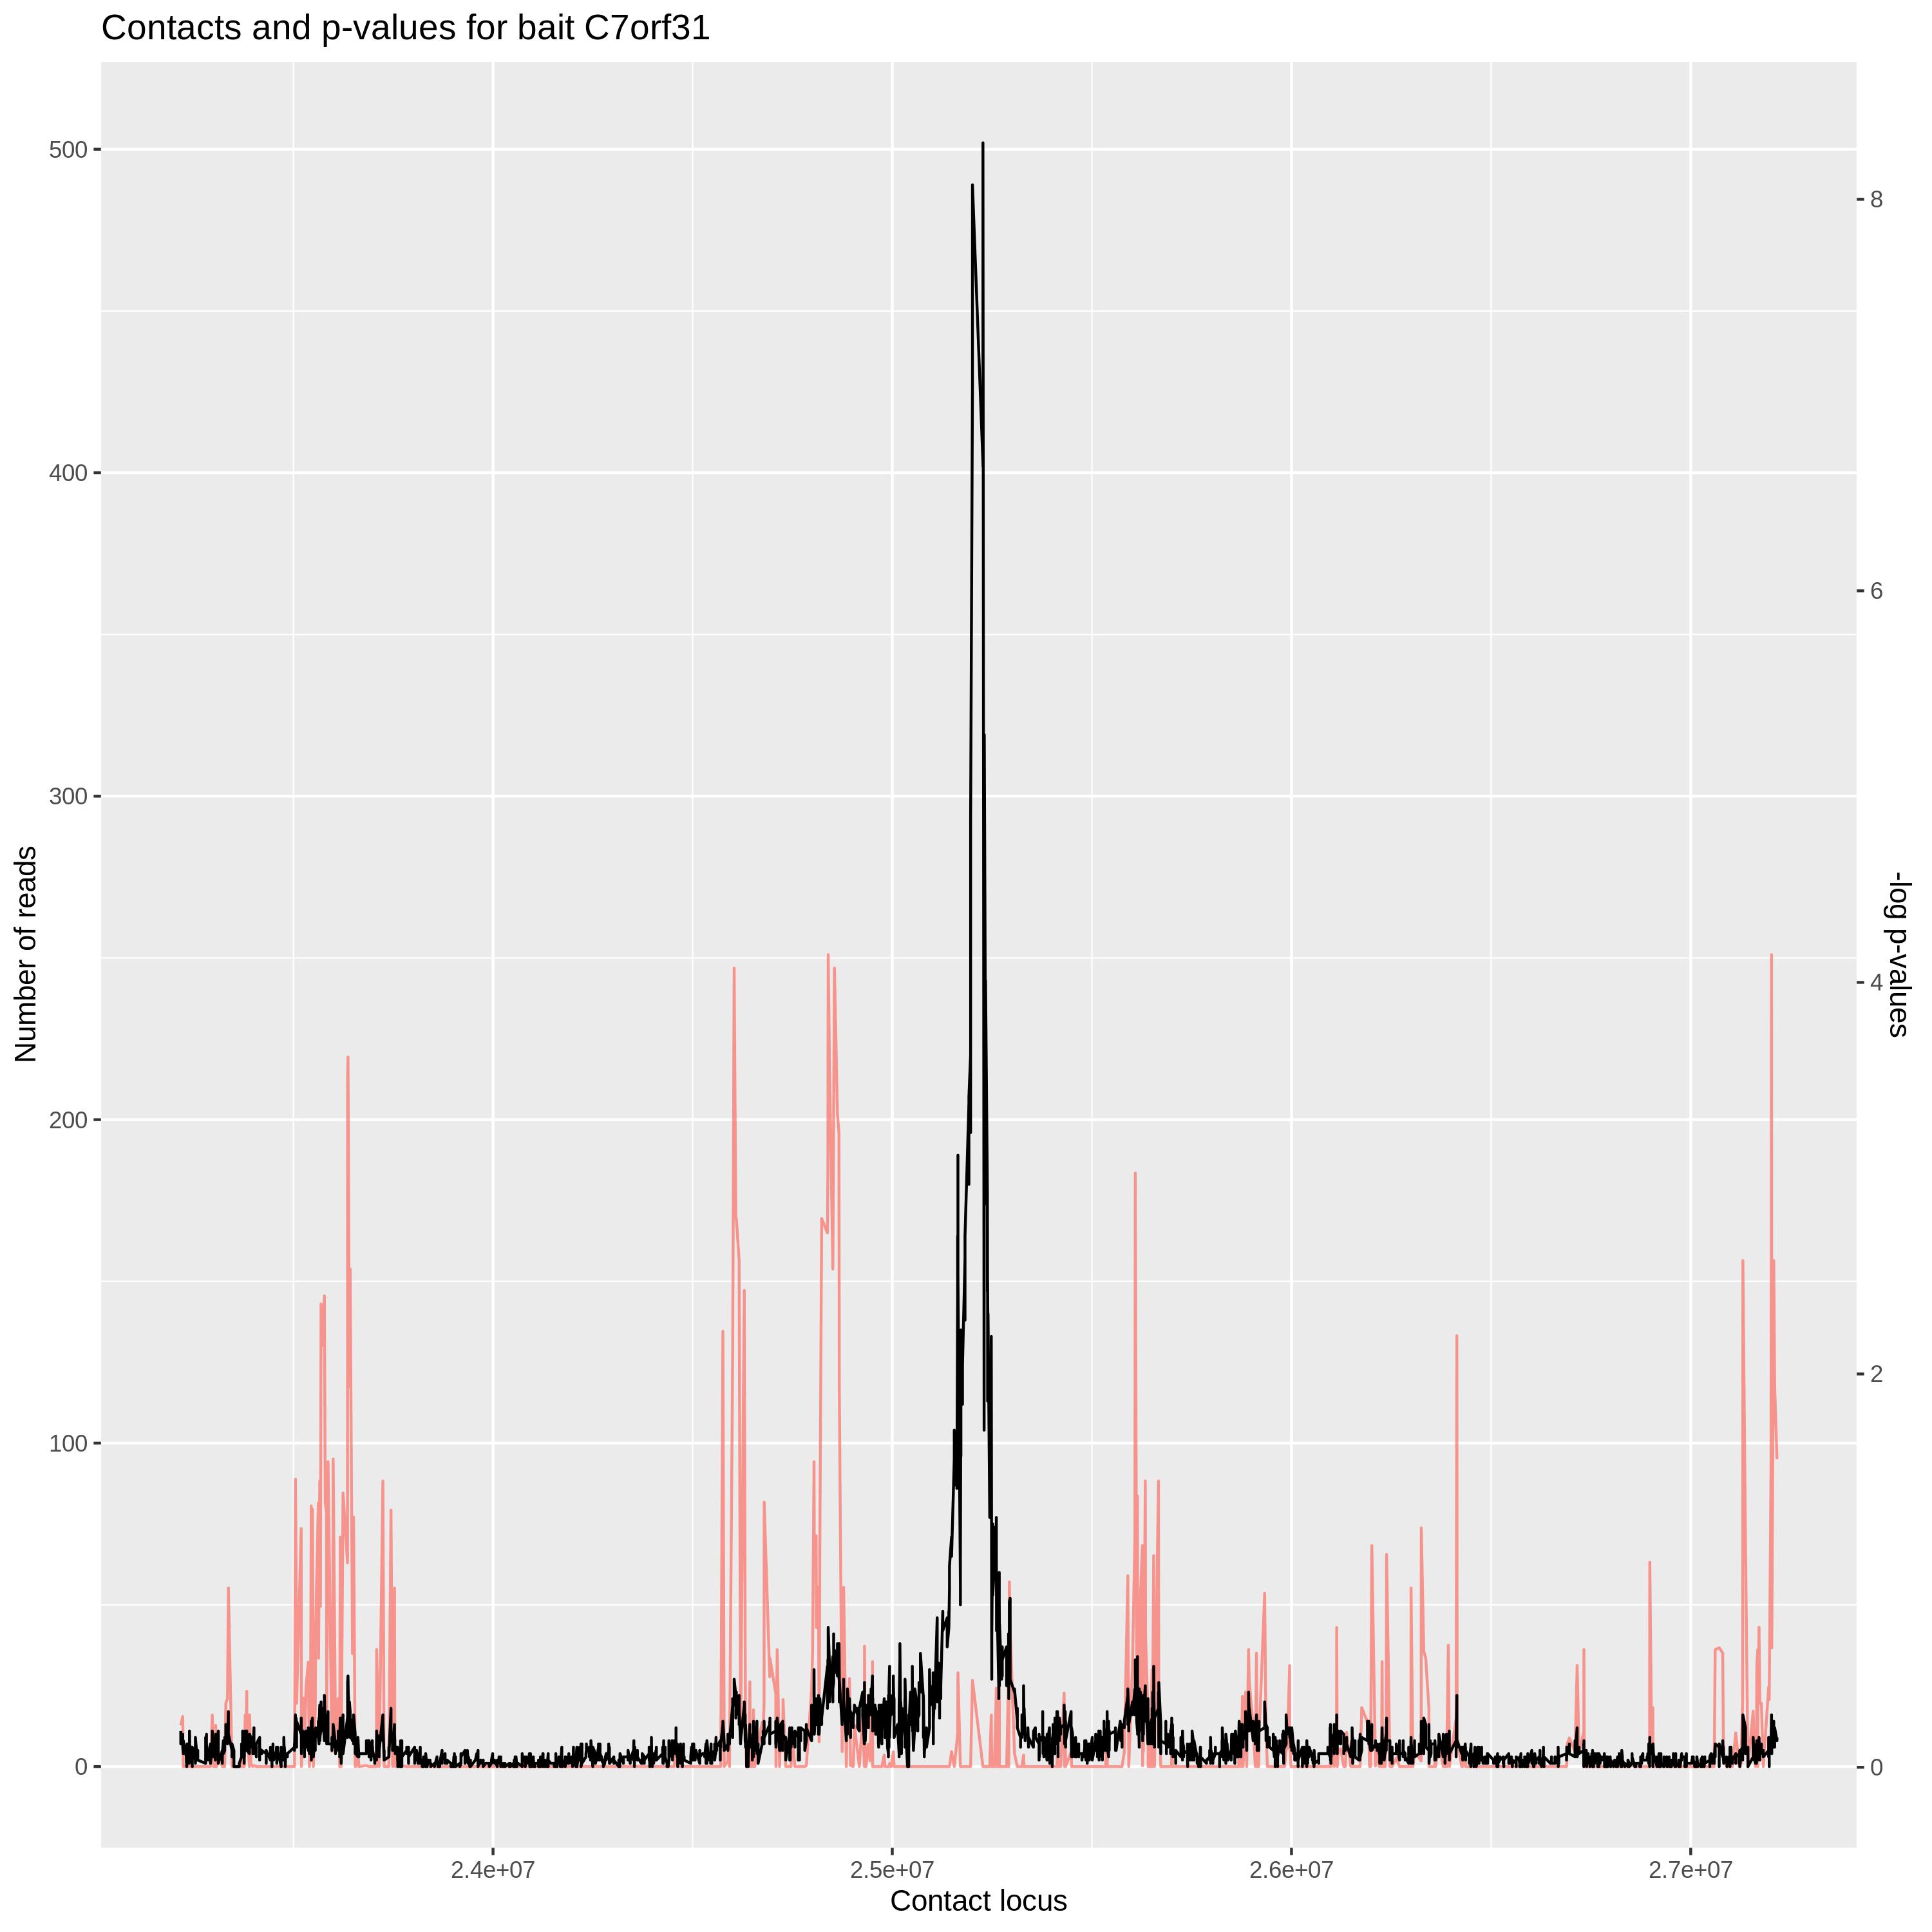 Contacts and p-values for bait C7orf31
500
400
300
200
100
0
Number of reads
8
6
4
2
0
-log p-values
2.4e+07
2.5e+07
2.6e+07
2.7e+07
Contact locus